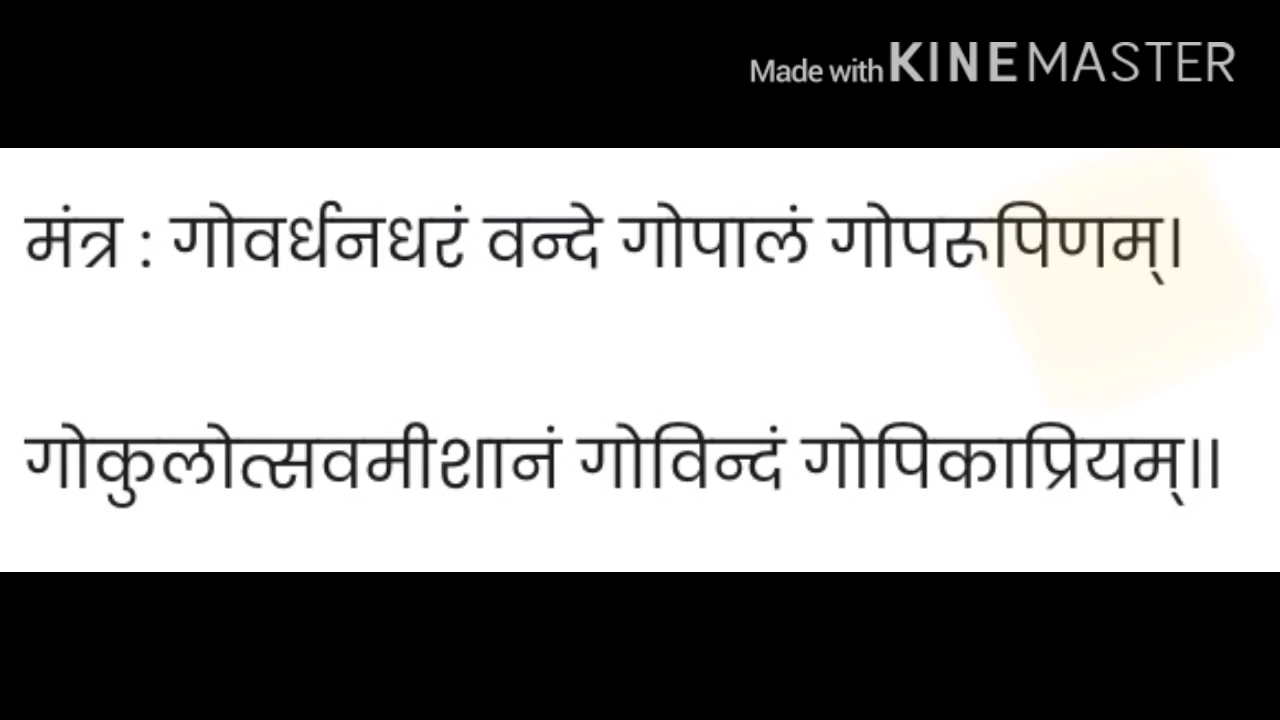 Made with KINEMASTER
मंत्र : गोवर्धनधरं वन्दे गोपालं गोपरूपिणम्।
गोकुलोत्सवमीशानं गोविन्दं गोपिकाप्रियम्।।